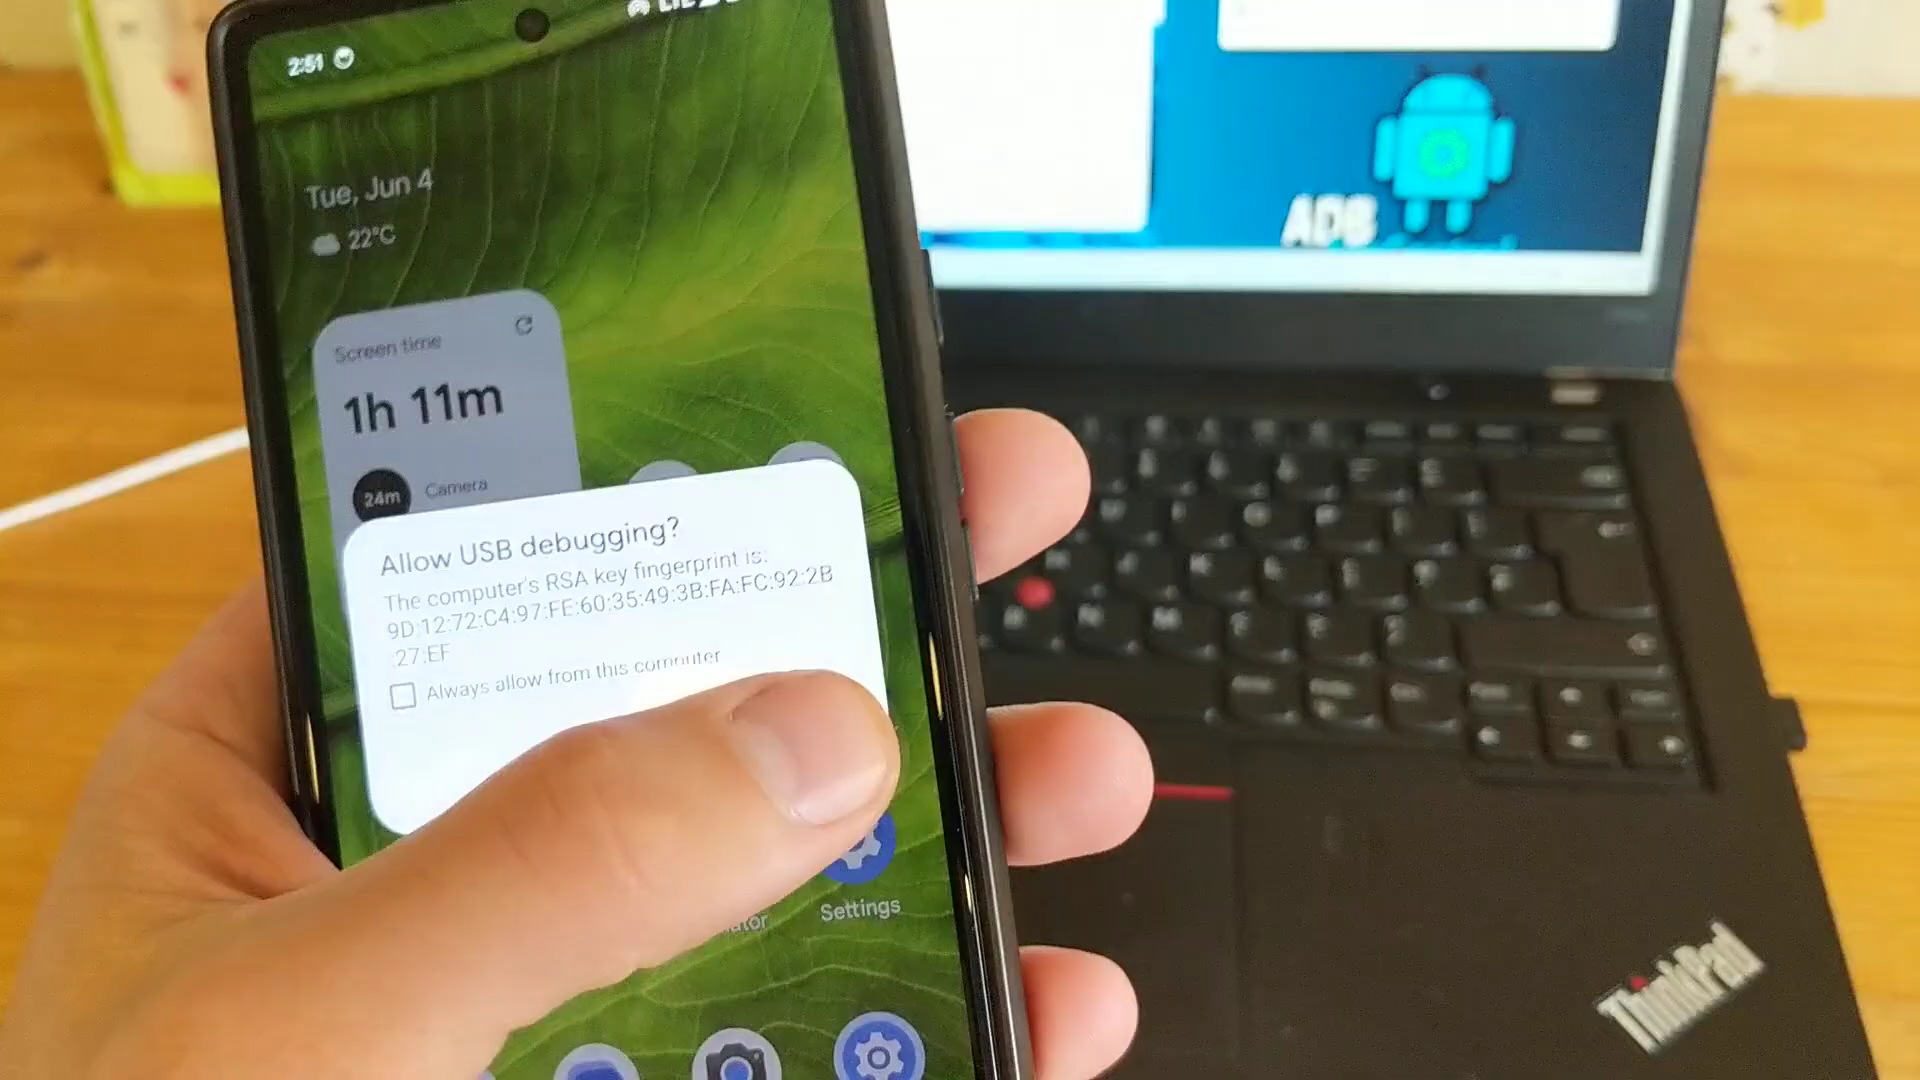 2:51
LTE
Tue, Jun 4
22°C
Screen time
1h 11m
24m
Camera
Allow USB debugging?
The computer's RSA key fingerprint is:
9D:12:72:C4:97:FE:60:35:49:3B:FA:FC:92:2B
:27:EF
Always allow from this computer
Settings
ADB
ThinkPad